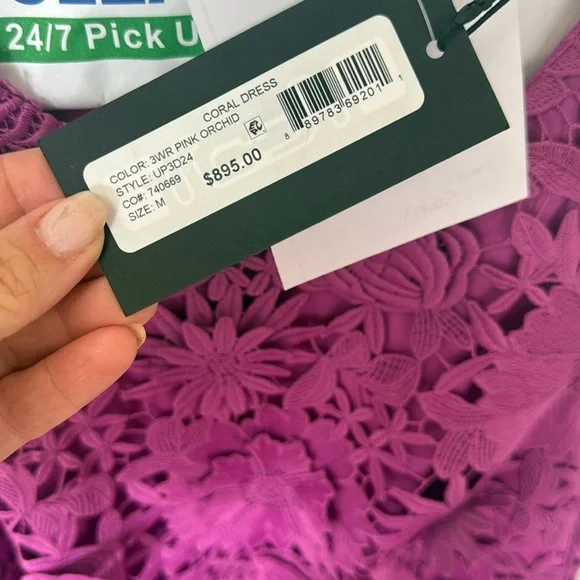 24/7 Pick U
CORAL DRESS
COLOR: 3WR PINK ORCHID
STYLE: UP3D24
CO#: 740669
SIZE: M
$895.00
8 89783 69201 1